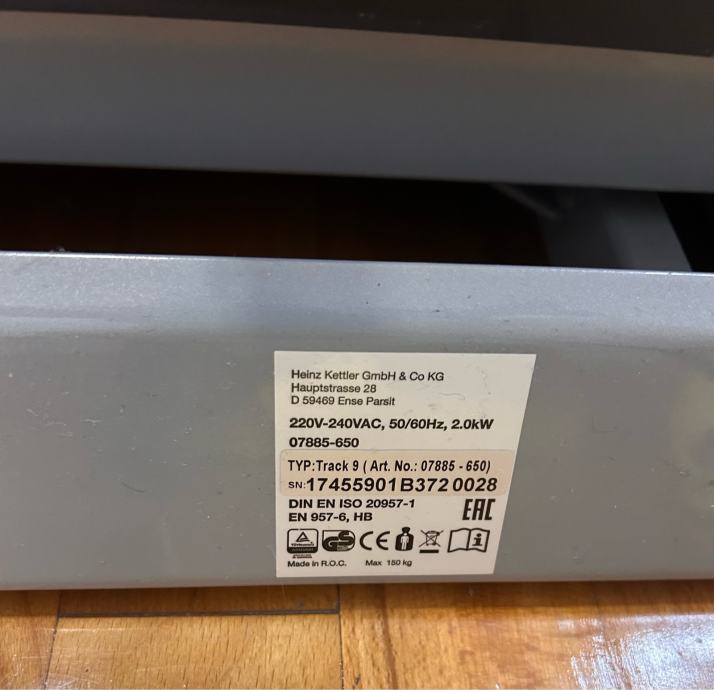 Heinz Kettler GmbH & Co KG
Hauptstrasse 28
D 59469 Ense Parsit
220V-240VAC, 50/60Hz, 2.0kW
07885-650
TYP:Track 9 ( Art. No.: 07885 - 650)
SN:17455901B3720028
DIN EN ISO 20957-1
EN 957-6, HB
EAC
GS CE
Made in R.O.C. Max 150 kg